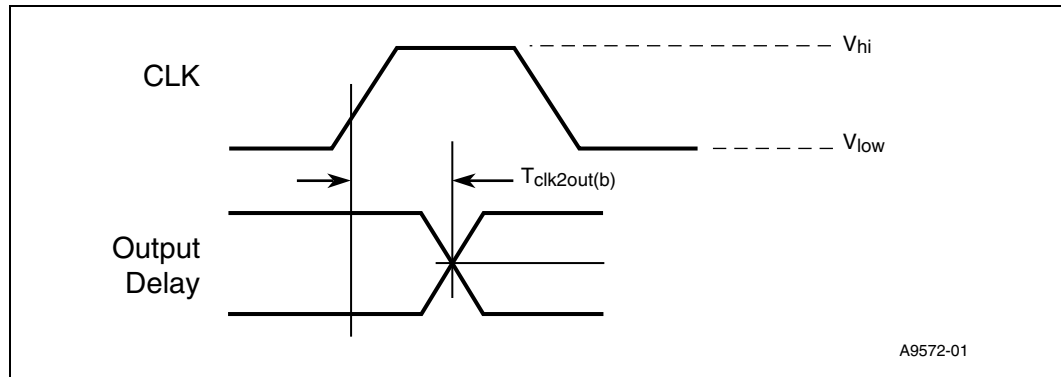 CLK
Vhi
Vlow
Tclk2out(b)
Output
Delay
A9572-01